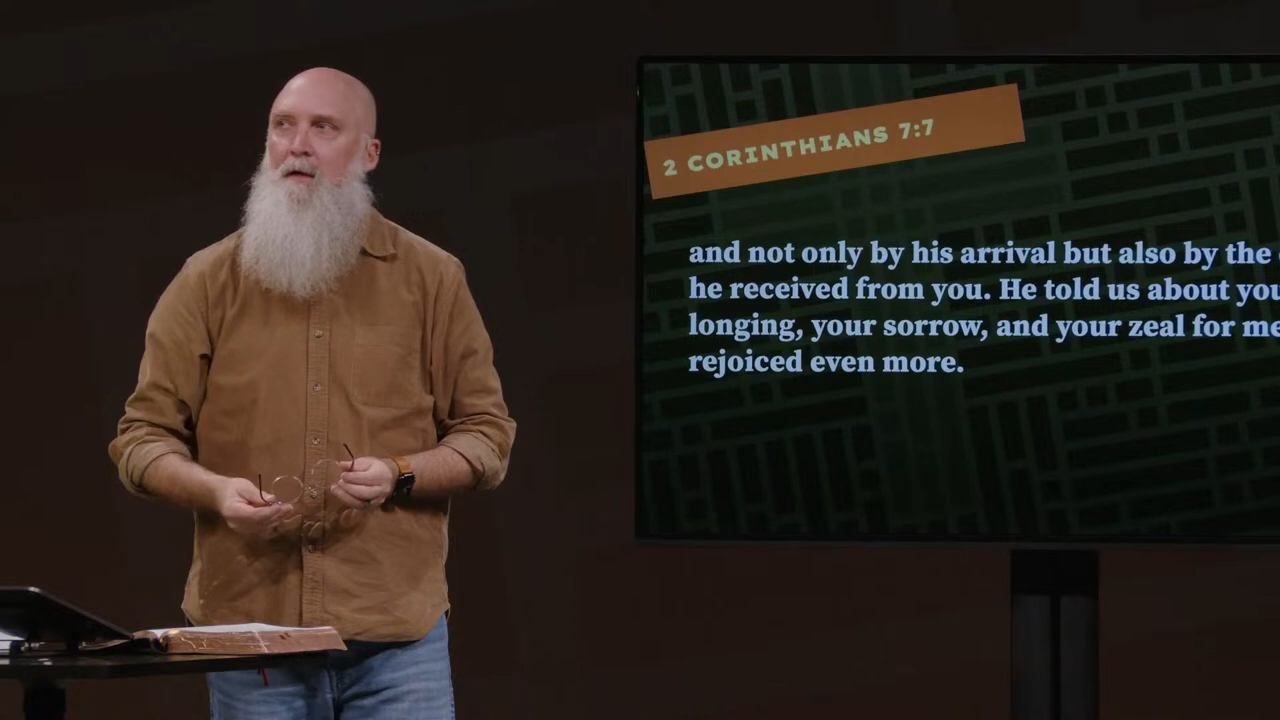 2 CORINTHIANS 7:7
and not only by his arrival but also by the
he received from you. He told us about you
longing, your sorrow, and your zeal for me
rejoiced even more.